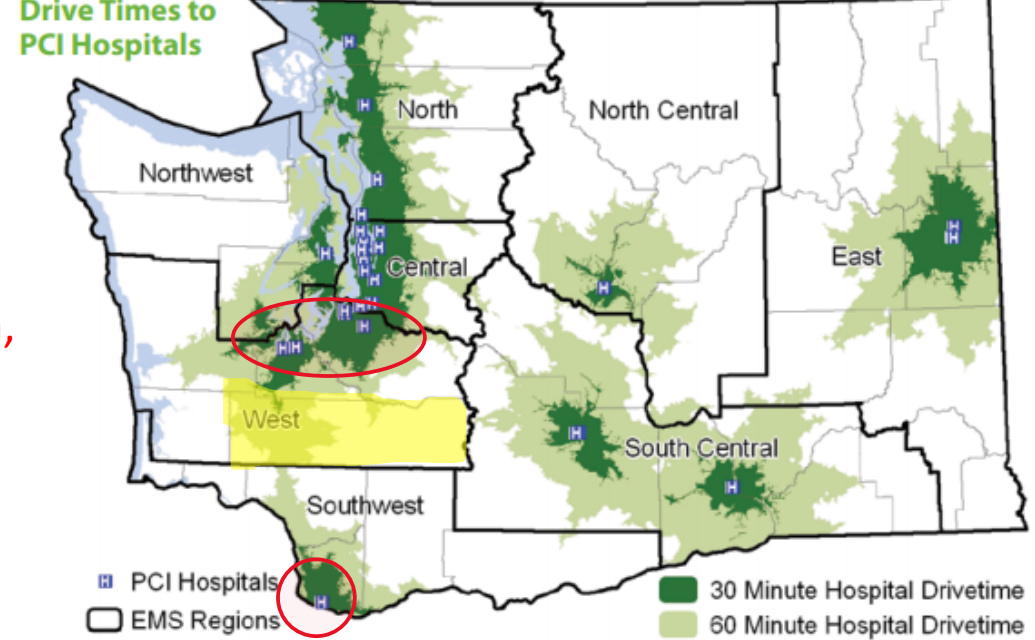 Drive Times to
PCI Hospitals
North
North Central
Northwest
East
Central
,
West
South Central
Southwest
H PCI Hospitals
EMS Regions
30 Minute Hospital Drivetime
60 Minute Hospital Drivetime